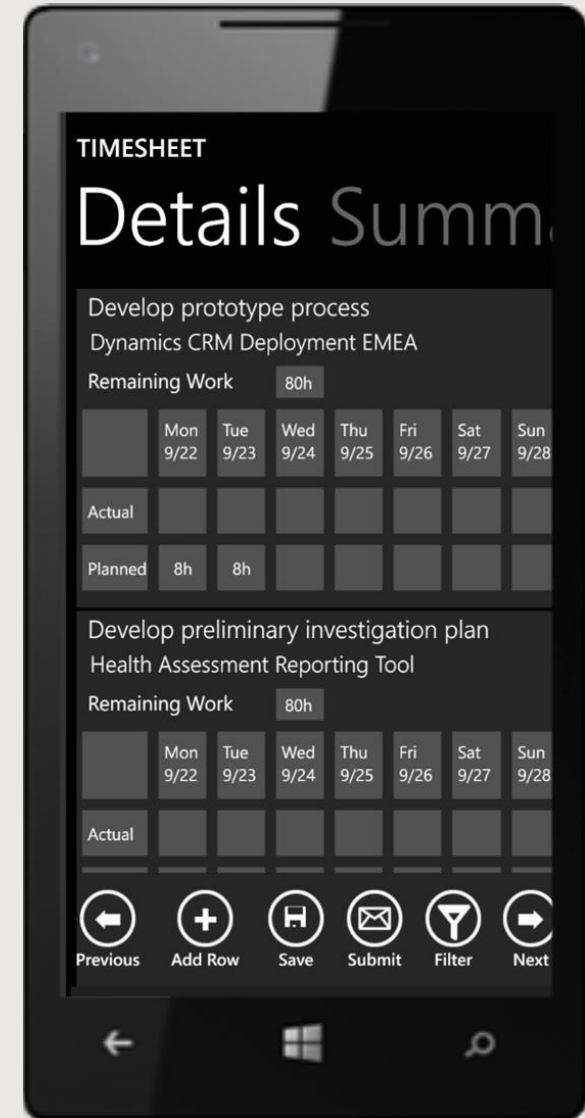 TIMESHEET
Details Summa
Develop prototype process
Dynamics CRM Deployment EMEA
Remaining Work 80h
Mon Tue Wed Thu Fri Sat Sun
9/22 9/23 9/24 9/25 9/26 9/27 9/28
Actual
Planned 8h 8h
Develop preliminary investigation plan
Health Assessment Reporting Tool
Remaining Work 80h
Mon Tue Wed Thu Fri Sat Sun
9/22 9/23 9/24 9/25 9/26 9/27 9/28
Actual
Previous Add Row Save Submit Filter Next